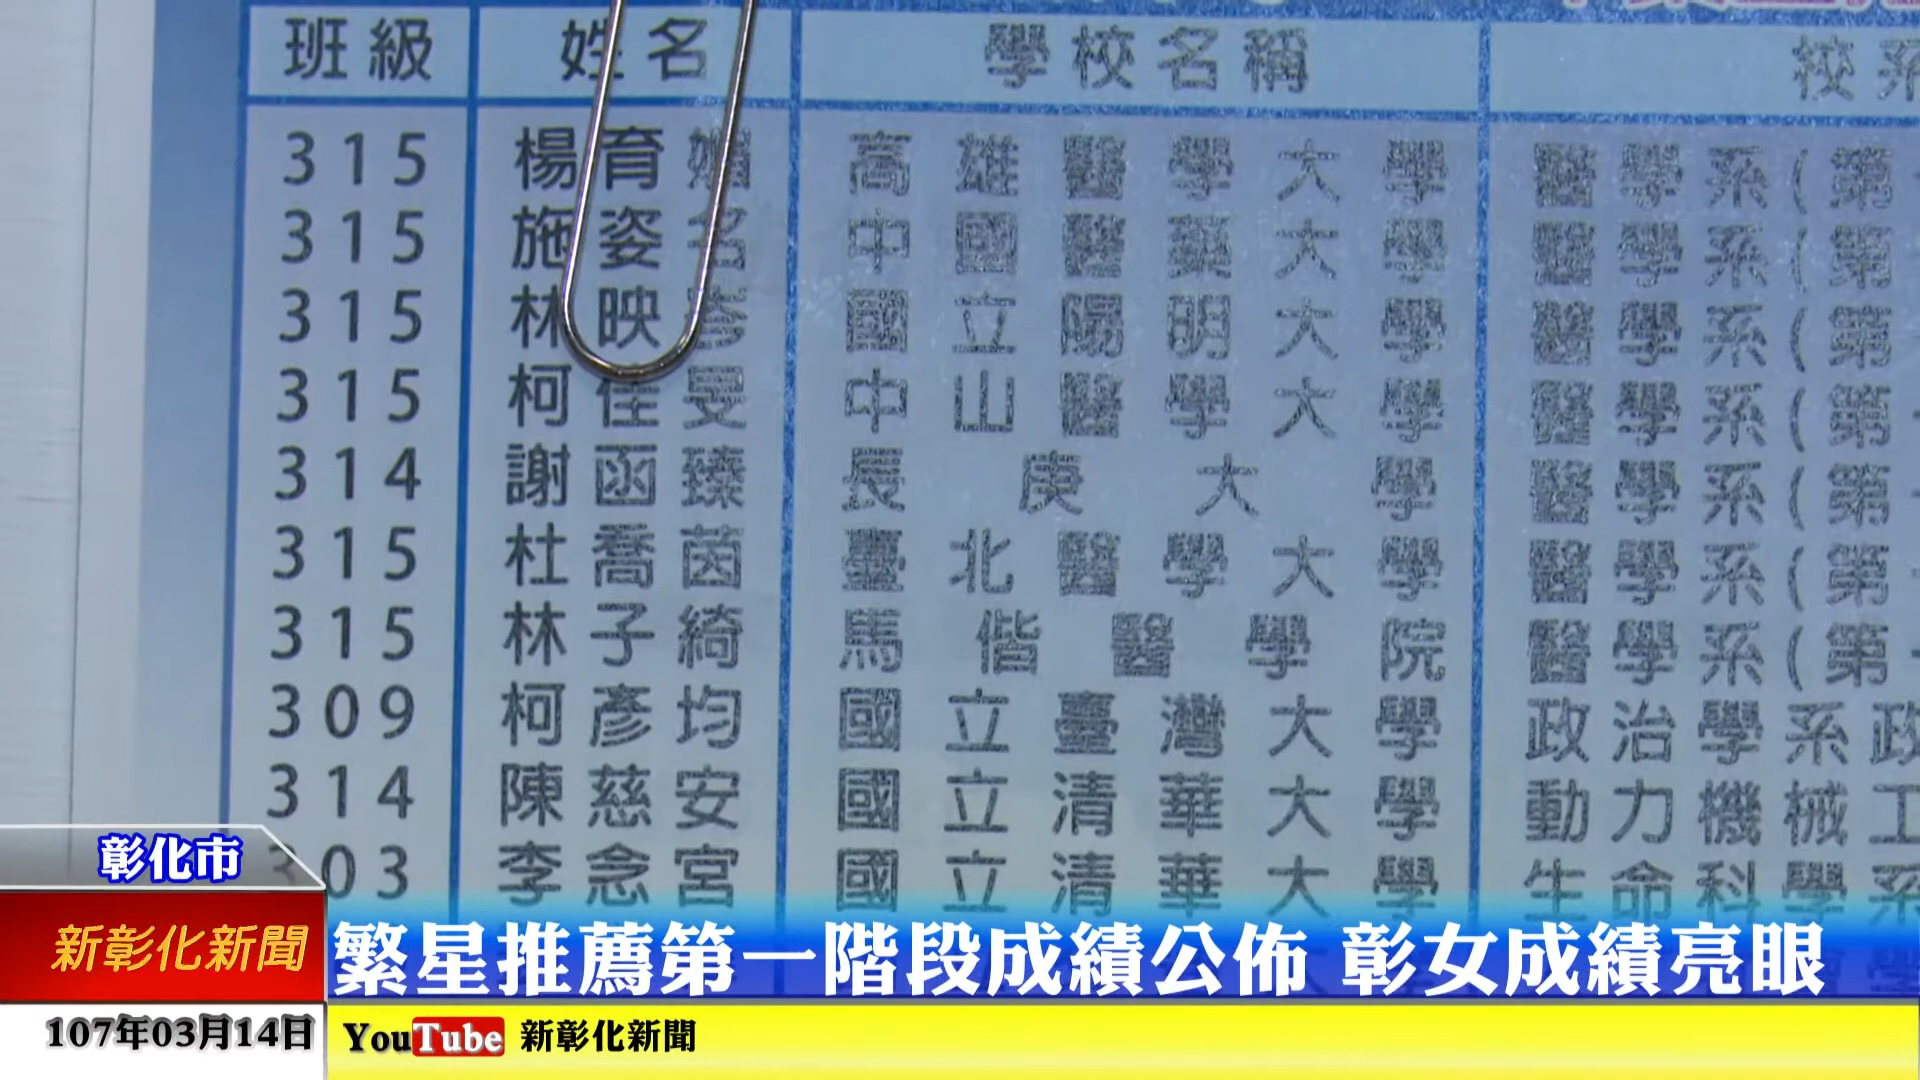 班級 姓名 學校名稱 校系
315 楊育 高雄醫學大學 醫學系(第
315 施姿名 中國醫藥大學 醫學系(第
315 林映 國立陽明大學 醫學系(第
315 柯佳旻 中山醫學大學 醫學系(第
314 謝函臻 長庚大學 醫學系(第
315 杜喬茵 臺北醫學大學 醫學系(第
315 林子綺 馬偕醫學院 醫學系(第
309 柯彥均 國立臺灣大學 政治學系政
314 陳慈安 國立清華大學 動力機械工
303 李念宮 國立清華大學 生命科學系
彰化市
新彰化新聞
繁星推薦第一階段成績公佈 彰女成績亮眼
107年03月14日
YouTube 新彰化新聞